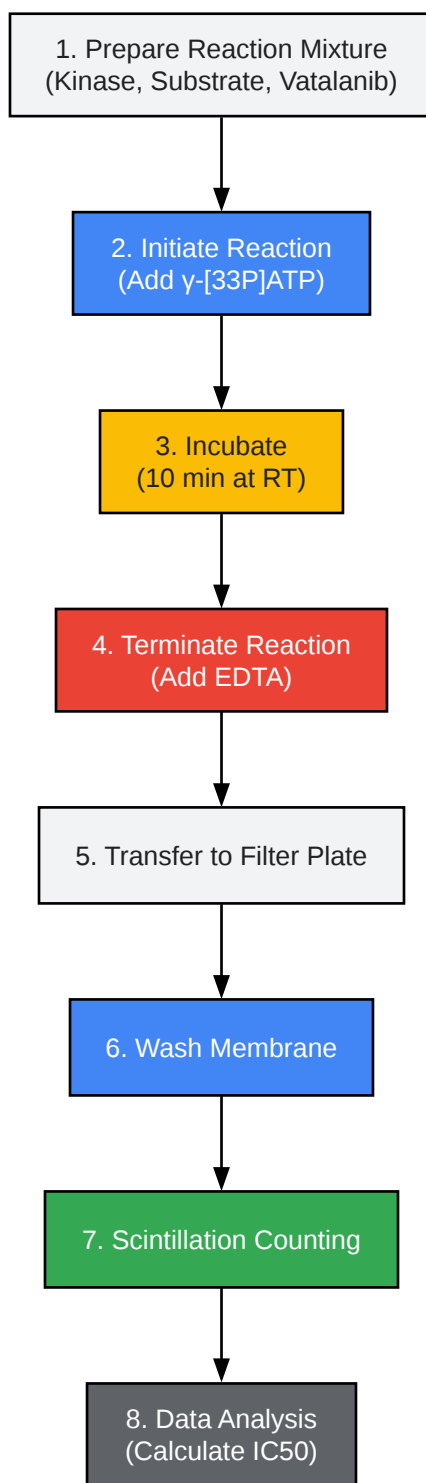 1. Prepare Reaction Mixture
(Kinase, Substrate, Vatalanib)
2. Initiate Reaction
(Add γ-[33P]ATP)
3. Incubate
(10 min at RT)
4. Terminate Reaction
(Add EDTA)
5. Transfer to Filter Plate
6. Wash Membrane
7. Scintillation Counting
8. Data Analysis
(Calculate IC50)